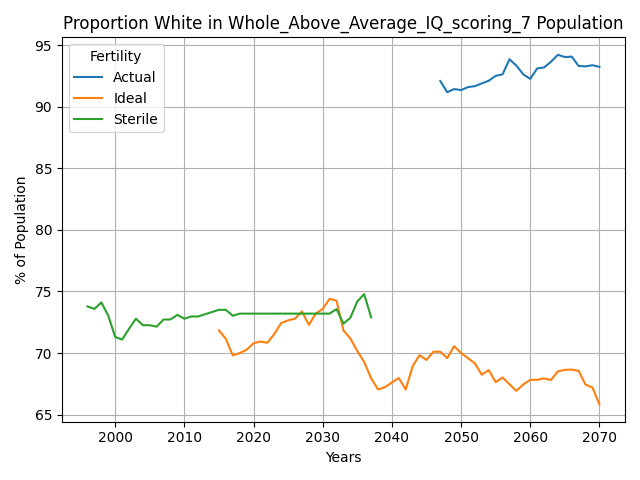 Proportion White in Whole_Above_Average_IQ_scoring_7 Population
Fertility
Actual
Ideal
Sterile
95
90
85
80
75
70
65
% of Population
2000 2010 2020 2030 2040 2050 2060 2070
Years